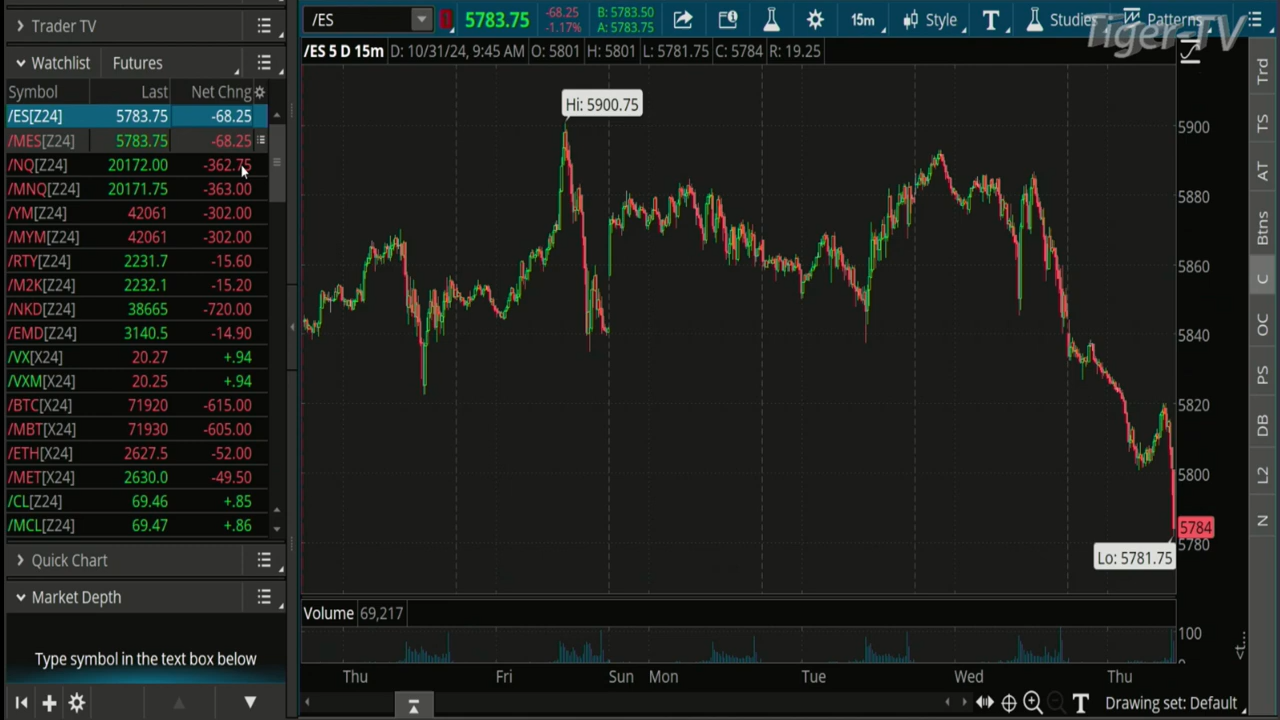 Trader TV
Watchlist Futures
Symbol Last Net Chng
/ES[Z24] 5783.75 -68.25
/MES[Z24] 5783.75 -68.25
/NQ[Z24] 20172.00 -362.75
/MNQ[Z24] 20171.75 -363.00
/YM[Z24] 42061 -302.00
/MYM[Z24] 42061 -302.00
/RTY[Z24] 2231.7 -15.60
/M2K[Z24] 2232.1 -15.20
/NKD[Z24] 38665 -720.00
/EMD[Z24] 3140.5 -14.90
/VX[X24] 20.27 +.94
/VXM[X24] 20.25 +.94
/BTC[X24] 71920 -615.00
/MBT[X24] 71930 -605.00
/ETH[X24] 2627.5 -52.00
/MET[X24] 2630.0 -49.50
/CL[Z24] 69.46 +.85
/MCL[Z24] 69.47 +.86
Quick Chart
Market Depth
Type symbol in the text box below
/ES 5783.75 -68.25 B: 5783.50
-1.17% A: 5783.75
15m Style T Studies Patterns
Tiger-TV
/ES 5 D 15m D: 10/31/24, 9:45 AM O: 5801 H: 5801 L: 5781.75 C: 5784 R: 19.25
Hi: 5900.75
5900
5880
5860
5840
5820
5800
5784
5780
Lo: 5781.75
Volume 69,217
100
Thu Fri Sun Mon Tue Wed Thu
T Drawing set: Default
Trd
TS
AT
Btns
C
OC
PS
DB
L2
N